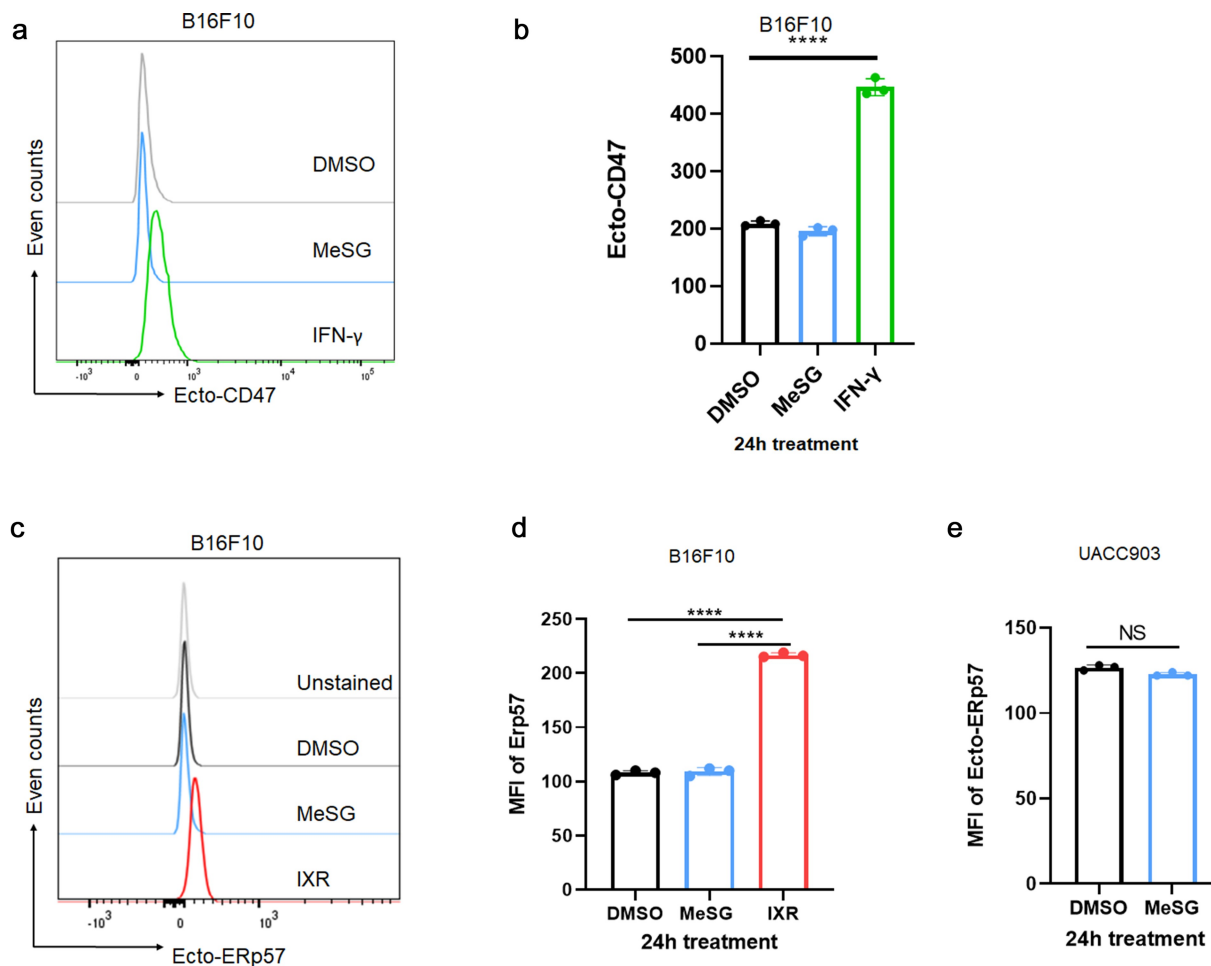 a
B16F10
Even counts
DMSO
MeSG
IFN-γ
-10³ 0 10³ 10⁴ 10⁵
Ecto-CD47
b
B16F10
****
Ecto-CD47
500
400
300
200
100
0
DMSO MeSG IFN-γ
24h treatment
c
B16F10
Even counts
Unstained
DMSO
MeSG
IXR
-10³ 0 10³
Ecto-ERp57
d
B16F10
****
****
MFI of Erp57
250
200
150
100
50
0
DMSO MeSG IXR
24h treatment
e
UACC903
NS
MFI of Ecto-ERp57
150
100
50
0
DMSO MeSG
24h treatment